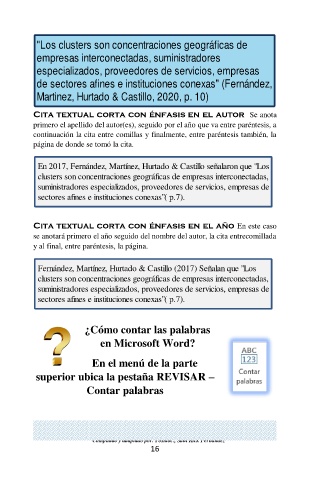 "Los clusters son concentraciones geográficas de
empresas interconectadas, suministradores
especializados, proveedores de servicios, empresas
de sectores afines e instituciones conexas" (Fernández,
Martinez, Hurtado & Castillo, 2020, p. 10)
Cita textual corta con énfasis en el autor Se anota
primero el apellido del autor(es), seguido por el año que va entre paréntesis, a
continuación la cita entre comillas y finalmente, entre paréntesis también, la
página de donde se tomó la cita.
En 2017, Fernández, Martínez, Hurtado & Castillo señalaron que "Los
clusters son concentraciones geográficas de empresas interconectadas,
suministradores especializados, proveedores de servicios, empresas de
sectores afines e instituciones conexas"( p.7).
Cita textual corta con énfasis en el año En este caso
se anotará primero el año seguido del nombre del autor, la cita entrecomillada
y al final, entre paréntesis, la página.
Fernández, Martínez, Hurtado & Castillo (2017) Señalan que "Los
clusters son concentraciones geográficas de empresas interconectadas,
suministradores especializados, proveedores de servicios, empresas de
sectores afines e instituciones conexas"( p.7).
¿Cómo contar las palabras
en Microsoft Word?
En el menú de la parte
superior ubica la pestaña REVISAR –
Contar palabras
ABC
123
Contar
palabras
16